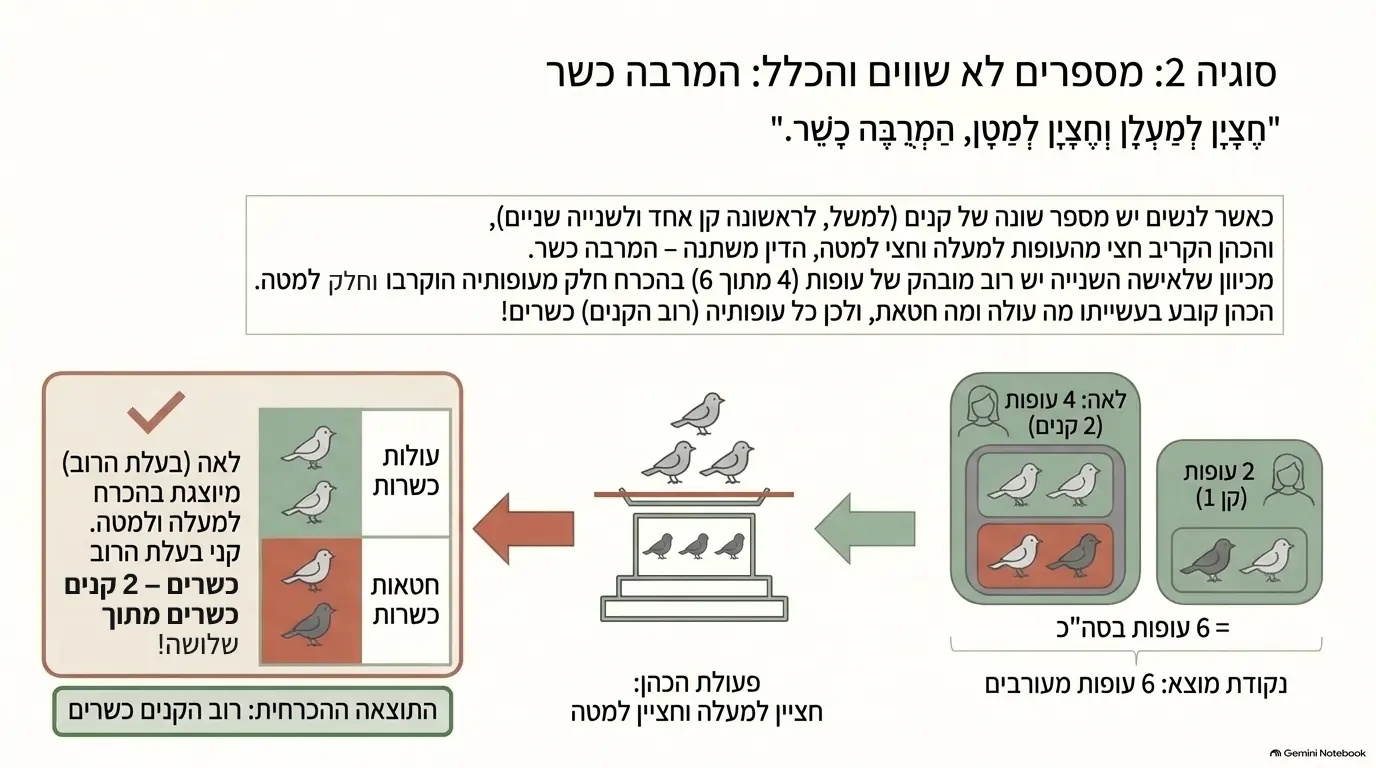 סוגיה 2: מספרים לא שווים והכלל: המרבה כשר
"חֶצְיָן לְמַעְלָן וְחֶצְיָן לְמַטָן, הַמְרֻבֶּה כָשֵׁר."
כאשר לנשים יש מספר שונה של קנים (למשל, לראשונה קן אחד ולשנייה שניים),
והכהן הקריב חצי מהעופות למעלה וחצי למטה, הדין משתנה – המרבה כשר.
מכיוון שלאישה השנייה יש רוב מובהק של עופות (4 מתוך 6) בהכרח חלק מעופותיה הוקרבו וחלק למטה.
הכהן קובע בעשייתו מה עולה ומה חטאת, ולכן כל עופותיה (רוב הקנים) כשרים!
2 עופות
(קן 1)
לאה: 4 עופות
(2 קנים)
= 6 עופות בסה"כ
נקודת מוצא: 6 עופות מעורבים
פעולת הכהן:
חציין למעלה וחציין למטה
עולות
כשרות
חטאות
כשרות
לאה (בעלת הרוב)
מיוצגת בהכרח
למעלה ולמטה.
קני בעלת הרוב
כשרים – 2 קנים
כשרים מתוך
שלושה!
התוצאה ההכרחית: רוב הקנים כשרים
Gemini Notebook